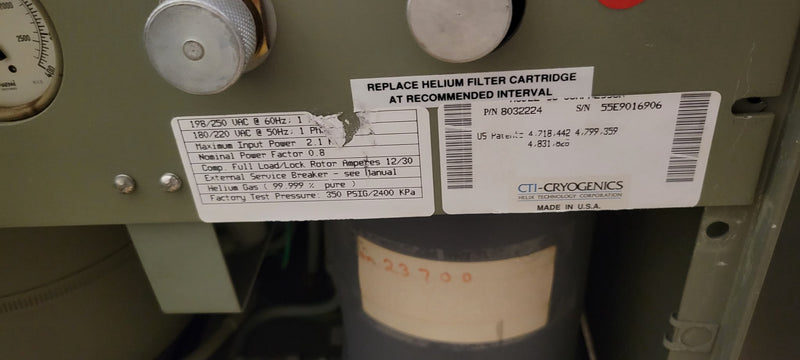 2500
REPLACE HELIUM FILTER CARTRIDGE
AT RECOMMENDED INTERVAL
198/250 VAC @ 60Hz; 1
180/220 VAC @ 50Hz; 1 PH
Maximum Input Power 2.1
Nominal Power Factor 0.8
Comp. Full Load/Lock Rotor Amperes 12/30
External Service Breaker - see Manual
Helium Gas ( 99.999 % pure )
Factory Test Pressure: 350 PSIG/2400 KPa
P/N 8032224 S/N 55E9016906
US Patents 4,718,442 4,799,359
CTI-CRYOGENICS
HELIX TECHNOLOGY CORPORATION
MADE IN U.S.A.
23700